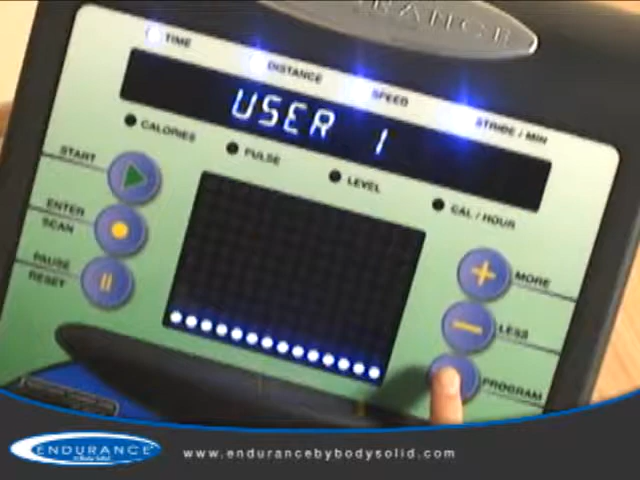 ENDURANCE
TIME
DISTANCE
SPEED
STRIDE / MIN
USER 1
CALORIES
PULSE
LEVEL
CAL / HOUR
START
ENTER
SCAN
PAUSE
RESET
MORE
LESS
PROGRAM
ENDURANCE
www.endurancebybodysolid.com